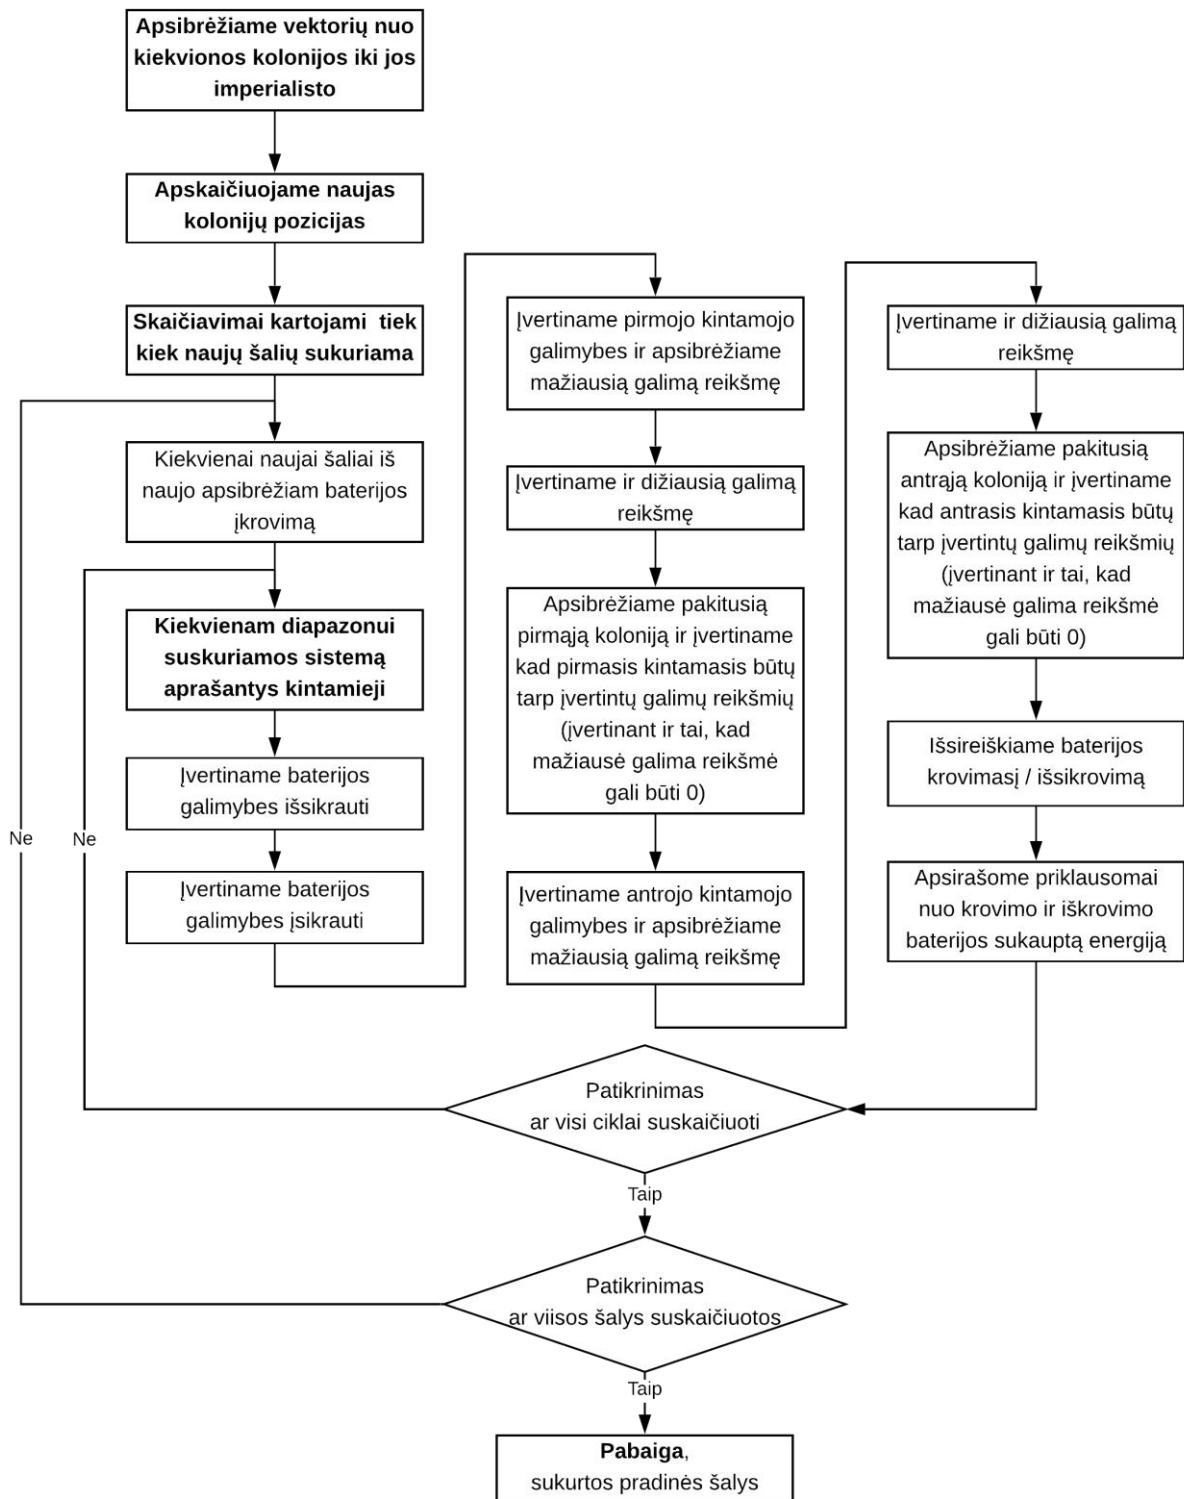 Apsibrėžiame vektorių nuo
kiekvionos kolonijos iki jos
imperialisto
Apskaičiuojame naujas
kolonijų pozicijas
Skaičiavimai kartojami  tiek
kiek naujų šalių sukuriama
Kiekvienai naujai šaliai iš
naujo apsibrėžiam baterijos
įkrovimą
Kiekvienam diapazonui
suskuriamos sistemą
aprašantys kintamieji
Įvertiname baterijos
galimybes išsikrauti
Įvertiname baterijos
galimybes įsikrauti
Ne
Ne
Įvertiname pirmojo kintamojo
galimybes ir apsibrėžiame
mažiausią galimą reikšmę
Įvertiname ir dižiausią galimą
reikšmę
Apsibrėžiame pakitusią
pirmąją koloniją ir įvertiname
kad pirmasis kintamasis būtų
tarp įvertintų galimų reikšmių
(įvertinant ir tai, kad
mažiausė galima reikšmė
gali būti 0)
Įvertiname antrojo kintamojo
galimybes ir apsibrėžiame
mažiausią galimą reikšmę
Įvertiname ir dižiausią galimą
reikšmę
Apsibrėžiame pakitusią
antrąją koloniją ir įvertiname
kad antrasis kintamasis būtų
tarp įvertintų galimų reikšmių
(įvertinant ir tai, kad
mažiausė galima reikšmė
gali būti 0)
Išsireiškiame baterijos
krovimasį / išsikrovimą
Apsirašome priklausomai
nuo krovimo ir iškrovimo
baterijos sukauptą energiją
Patikrinimas
ar visi ciklai suskaičiuoti
Taip
Patikrinimas
ar viisos šalys suskaičiuotos
Taip
Pabaiga,
sukurtos pradinės šalys